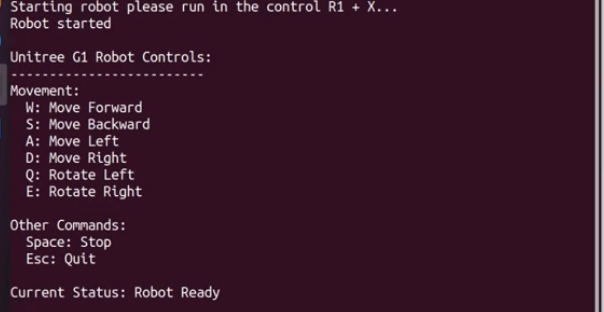 Starting robot please run in the control R1 + X...
Robot started
Unitree G1 Robot Controls:
-------------------------
Movement:
W: Move Forward
S: Move Backward
A: Move Left
D: Move Right
Q: Rotate Left
E: Rotate Right
Other Commands:
Space: Stop
Esc: Quit
Current Status: Robot Ready